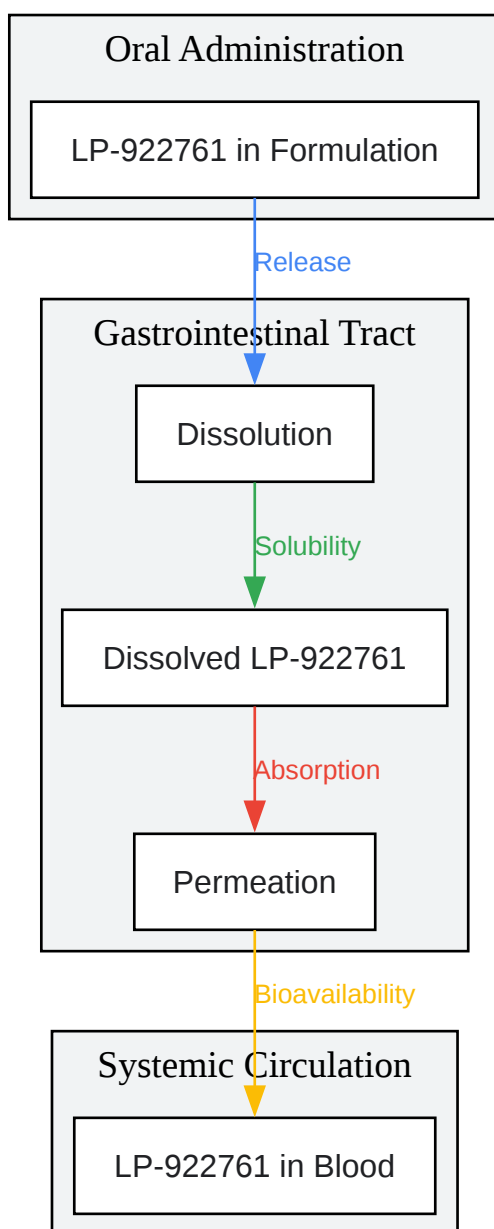 Oral Administration
LP-922761 in Formulation
Release
Gastrointestinal Tract
Dissolution
Solubility
Dissolved LP-922761
Absorption
Permeation
Bioavailability
Systemic Circulation
LP-922761 in Blood